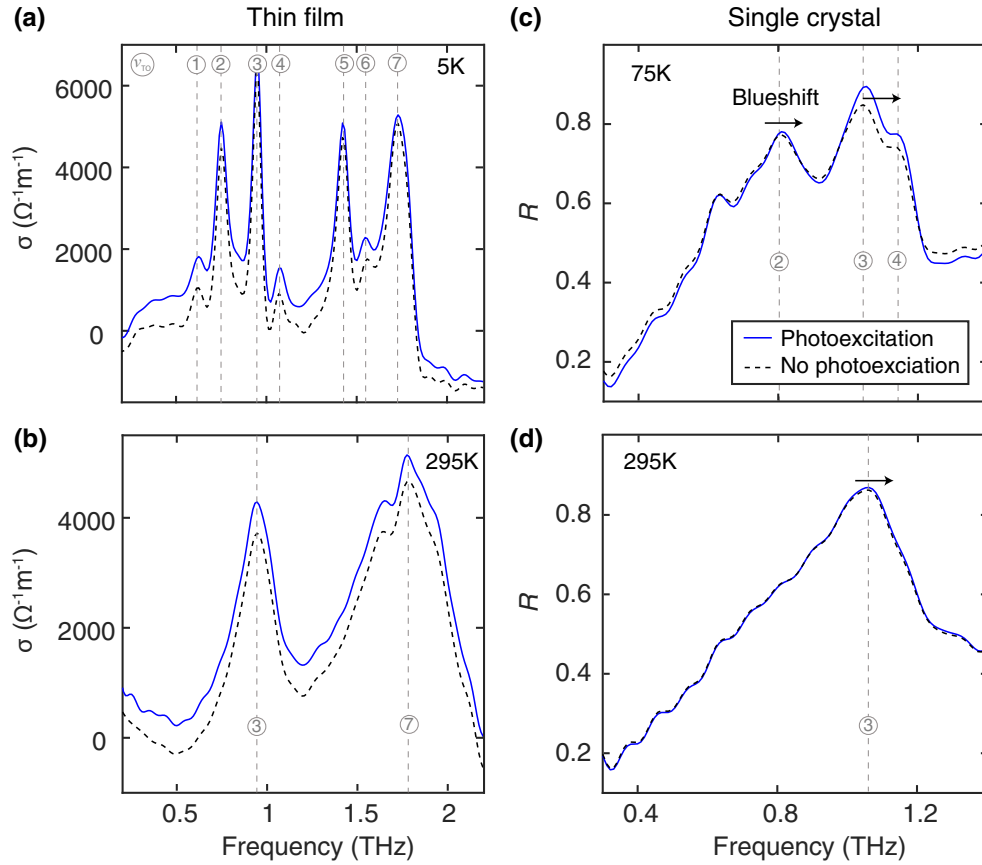 (a)
Thin film
ν_TO
① ② ③ ④ ⑤ ⑥ ⑦
5K
6000
4000
2000
0
σ (Ω⁻¹m⁻¹)
(b)
295K
4000
2000
0
σ (Ω⁻¹m⁻¹)
③ ⑦
0.5 1 1.5 2
Frequency (THz)
(c)
Single crystal
75K
Blueshift
0.8
0.6
0.4
0.2
R
② ③ ④
Photoexcitation
No photoexciation
(d)
295K
0.8
0.6
0.4
0.2
R
③
0.4 0.8 1.2
Frequency (THz)